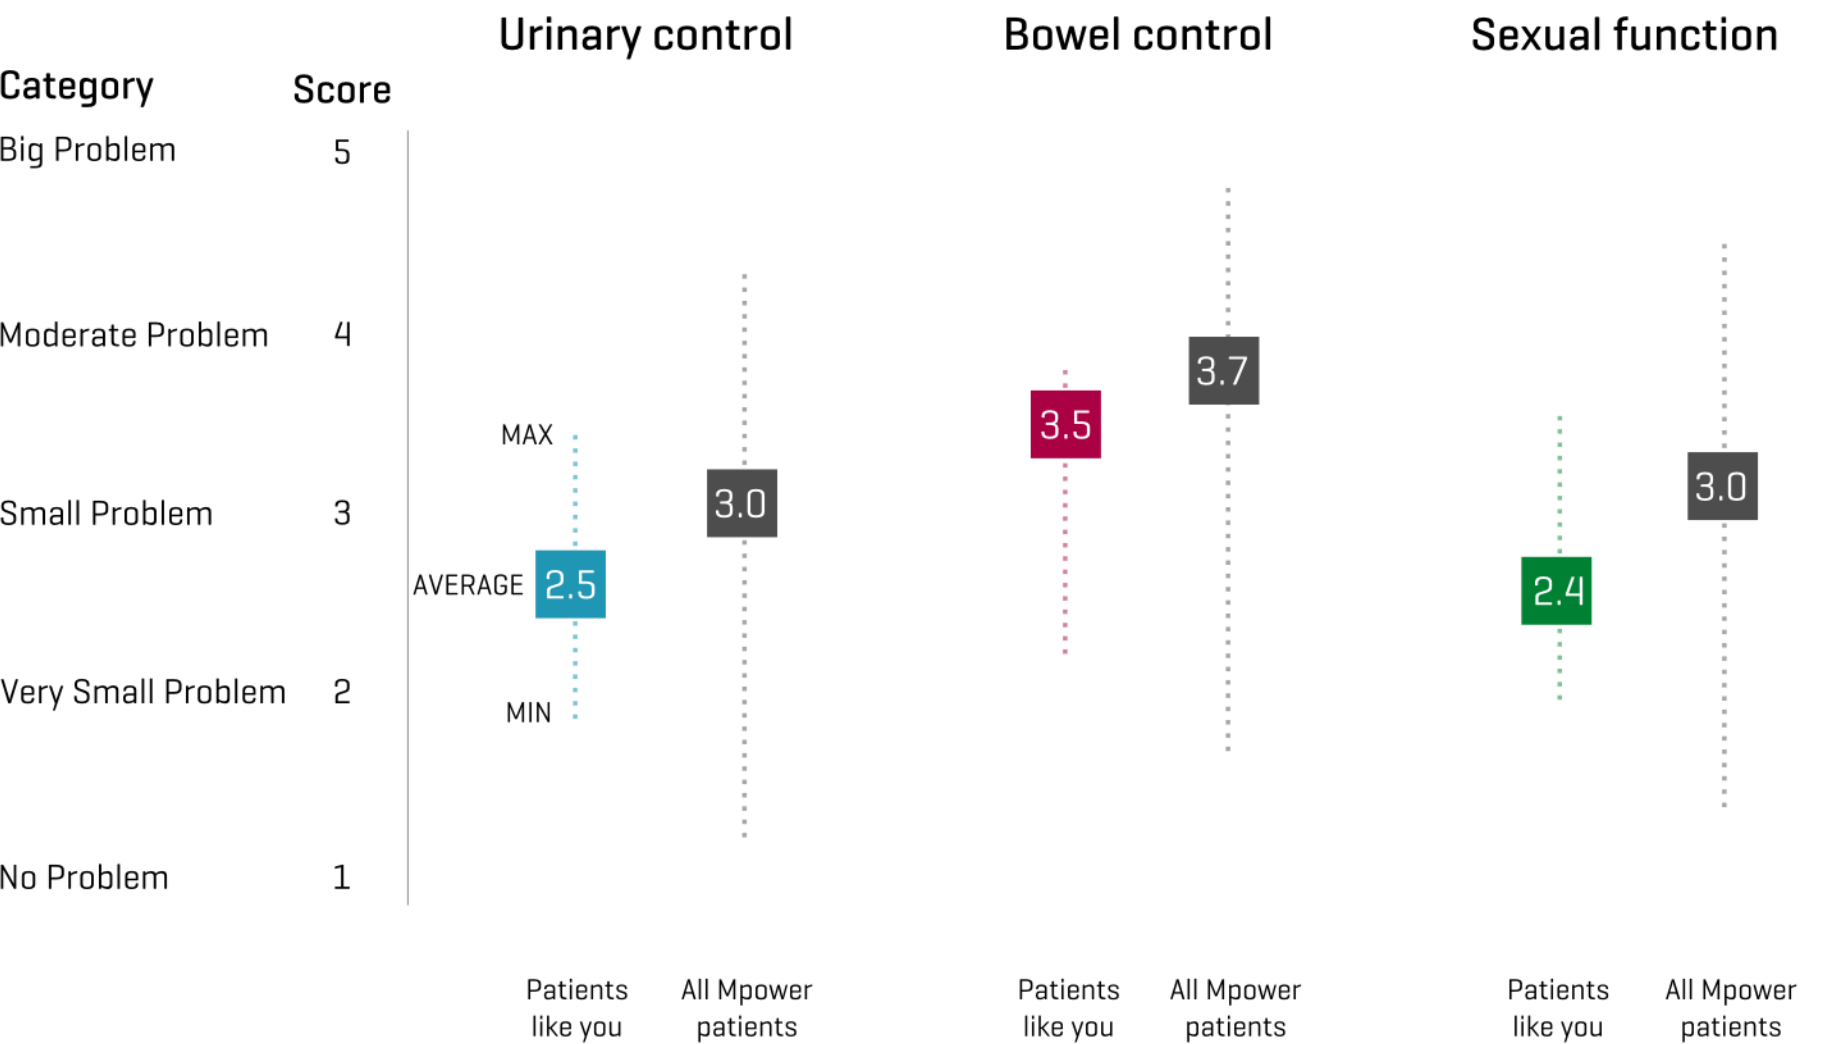 Urinary control Bowel control Sexual function
Category Score
Big Problem 5
Moderate Problem 4
3.7
3.5
MAX
3.0
3.0
Small Problem 3
AVERAGE 2.5
2.4
Very Small Problem 2
MIN
No Problem 1
Patients All Mpower Patients All Mpower Patients All Mpower
like you patients like you patients like you patients